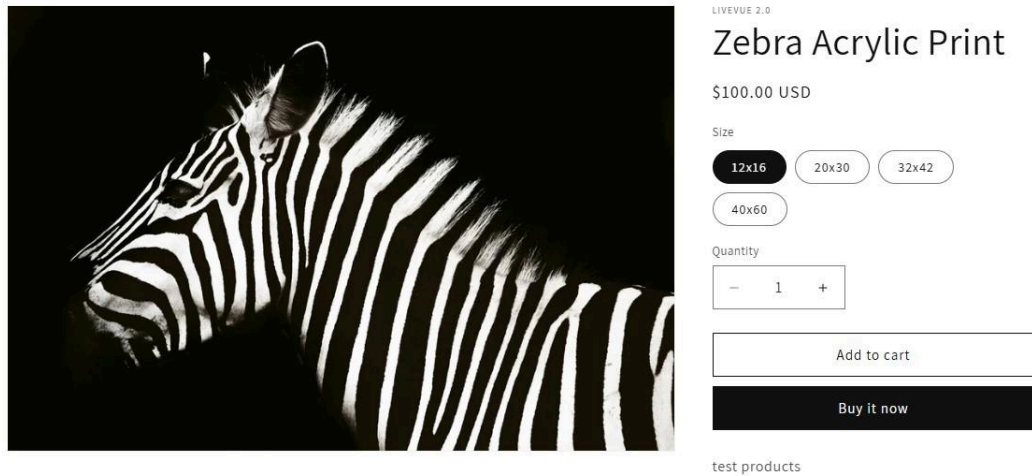 LIVEVUE 2.0
Zebra Acrylic Print
$100.00 USD
Size
12x16 20x30 32x42
40x60
Quantity
− 1 +
Add to cart
Buy it now
test products